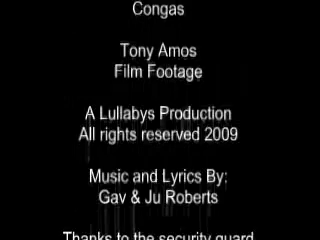 Congas
Tony Amos
Film Footage
A Lullabys Production
All rights reserved 2009
Music and Lyrics By:
Gav & Ju Roberts
Thanks to the security guard